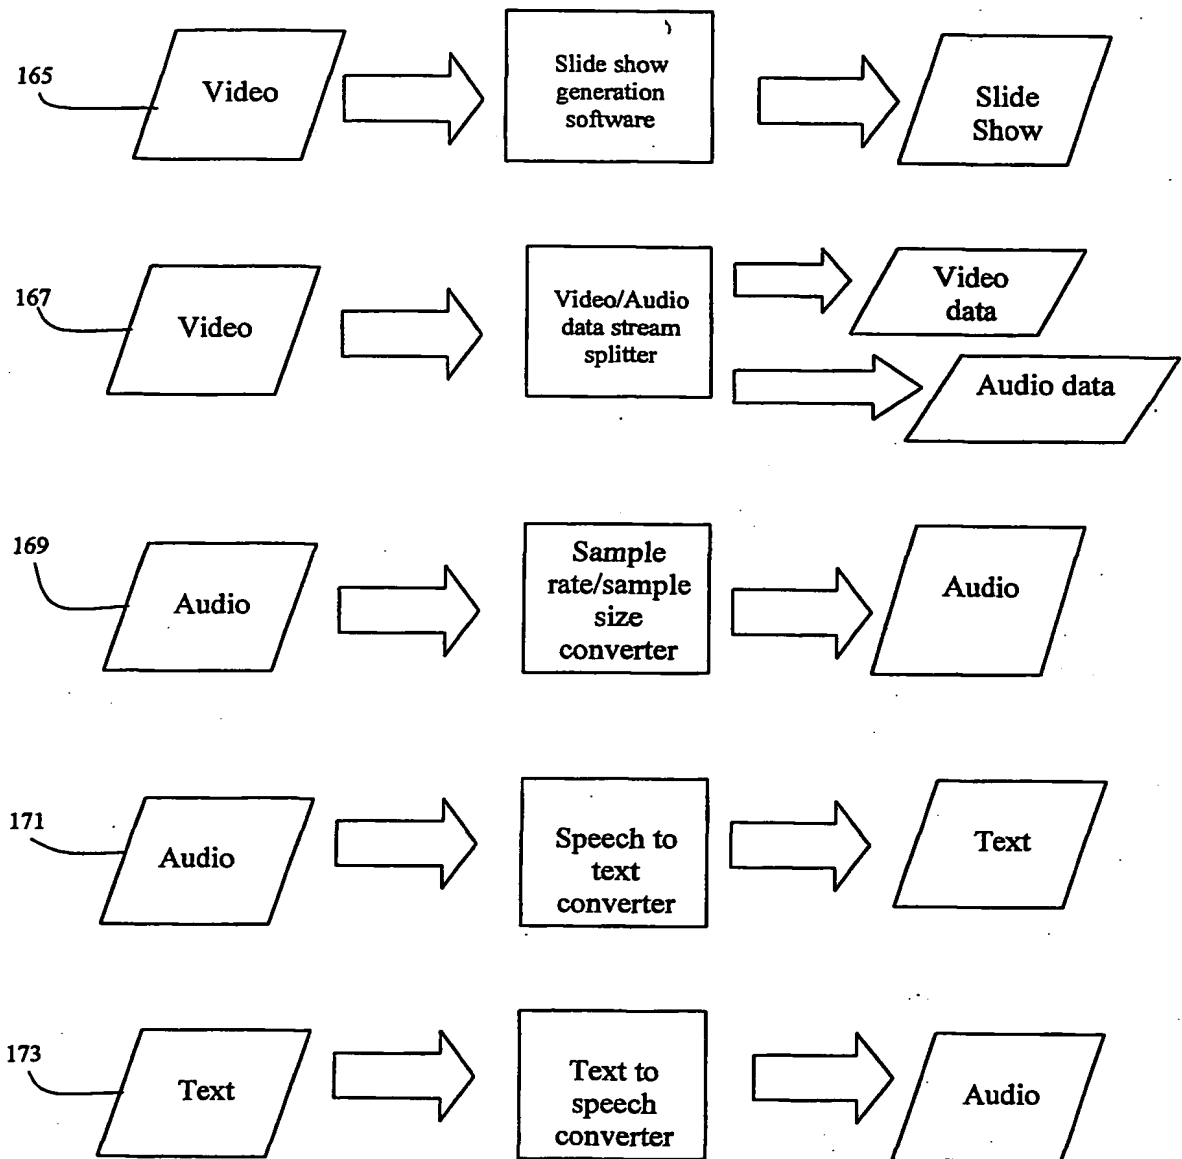 165
Video
Slide show
generation
software
Slide
Show
167
Video
Video/Audio
data stream
splitter
Video
data
Audio data
169
Audio
Sample
rate/sample
size
converter
Audio
171
Audio
Speech to
text
converter
Text
173
Text
Text to
speech
converter
Audio